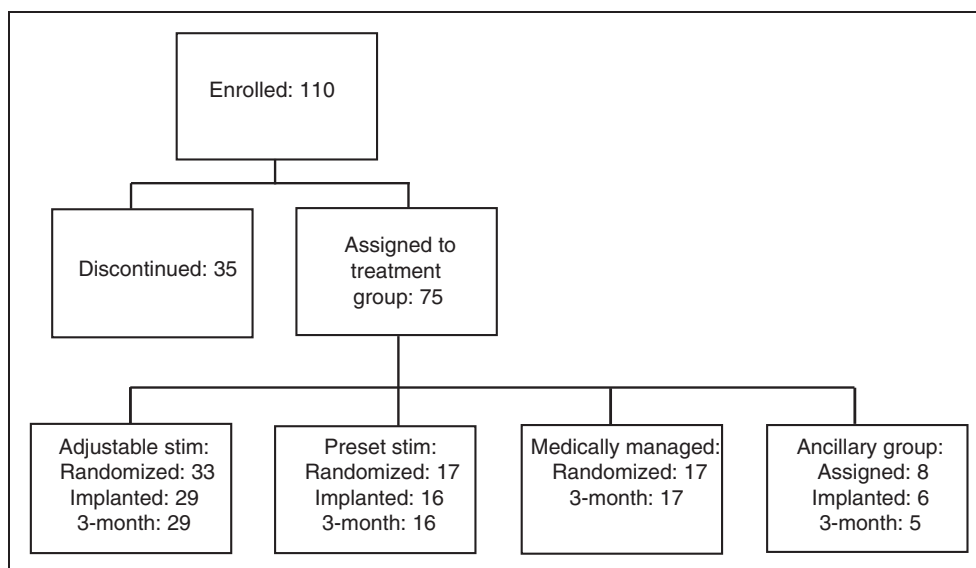 Enrolled: 110
Discontinued: 35
Assigned to
treatment
group: 75
Adjustable stim:
Randomized: 33
Implanted: 29
3-month: 29
Preset stim:
Randomized: 17
Implanted: 16
3-month: 16
Medically managed:
Randomized: 17
3-month: 17
Ancillary group:
Assigned: 8
Implanted: 6
3-month: 5